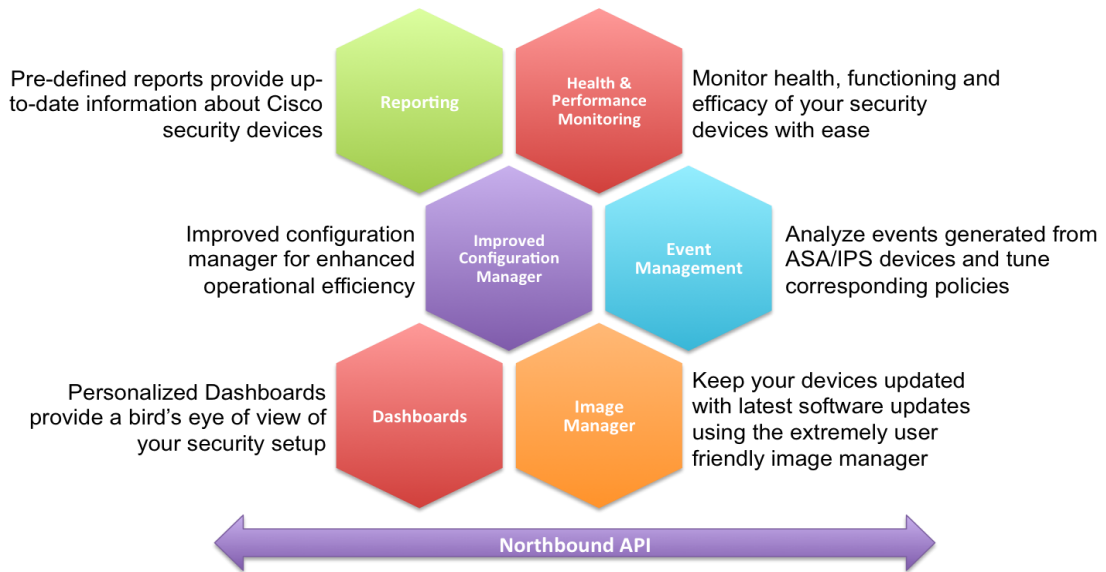 Pre-defined reports provide up-
to-date information about Cisco
security devices
Reporting
Health &
Performance
Monitoring
Monitor health, functioning and
efficacy of your security
devices with ease
Improved configuration
manager for enhanced
operational efficiency
Improved
Configuration
Manager
Event
Management
Analyze events generated from
ASA/IPS devices and tune
corresponding policies
Personalized Dashboards
provide a bird's eye of view of
your security setup
Dashboards
Image
Manager
Keep your devices updated
with latest software updates
using the extremely user
friendly image manager
Northbound API